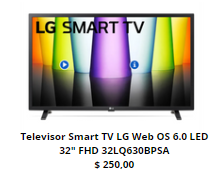 LG SMART TV
Televisor Smart TV LG Web OS 6.0 LED
32" FHD 32LQ630BPSA
$ 250,00